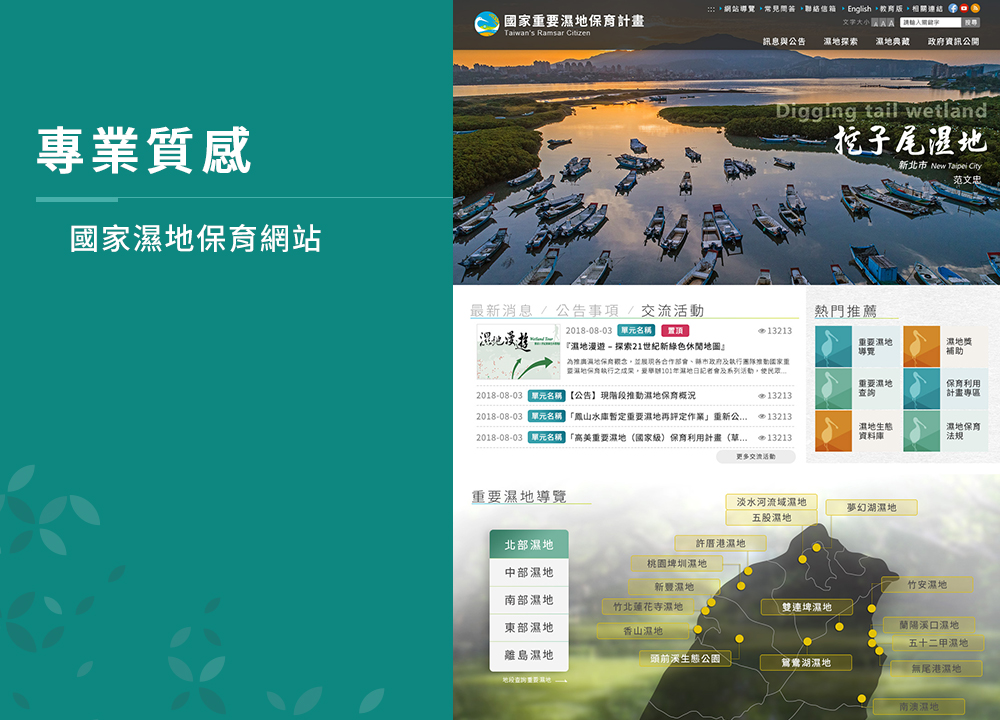 專業質感
國家濕地保育網站
國家重要濕地保育計畫
Taiwan's Ramsar Citizen
::: 網站導覽 常見問答 聯絡信箱 English 教育版 相關連結
文字大小 A A A 請輸入關鍵字 搜尋
訊息與公告 濕地探索 濕地典藏 政府資訊公開
Digging tail wetland
挖子尾濕地
新北市 New Taipei City
范文忠
最新消息 / 公告事項 / 交流活動
2018-08-03 單元名稱 置頂 13213
濕地漫遊 Wetland Tour
『濕地漫遊 – 探索21世紀新綠色休閒地圖』
為推廣濕地保育觀念，並展現各合作部會、縣市政府及執行團隊推動國家重
要濕地保育執行之成果，爰舉辦101年濕地日記者會及系列活動，使民眾...
2018-08-03 單元名稱 【公告】現階段推動濕地保育概況 13213
2018-08-03 單元名稱 「鳳山水庫暫定重要濕地再評定作業」重新公... 13213
2018-08-03 單元名稱 「高美重要濕地（國家級）保育利用計畫（草... 13213
更多交流活動
熱門推薦
重要濕地
導覽
濕地獎
補助
重要濕地
查詢
保育利用
計畫專區
濕地生態
資料庫
濕地保育
法規
重要濕地導覽
北部濕地
中部濕地
南部濕地
東部濕地
離島濕地
地段查詢重要濕地
淡水河流域濕地
五股濕地
夢幻湖濕地
許厝港濕地
桃園埤圳濕地
新豐濕地
竹北蓮花寺濕地
香山濕地
頭前溪生態公園
雙連埤濕地
鴛鴦湖濕地
竹安濕地
蘭陽溪口濕地
五十二甲濕地
無尾港濕地
南澳濕地